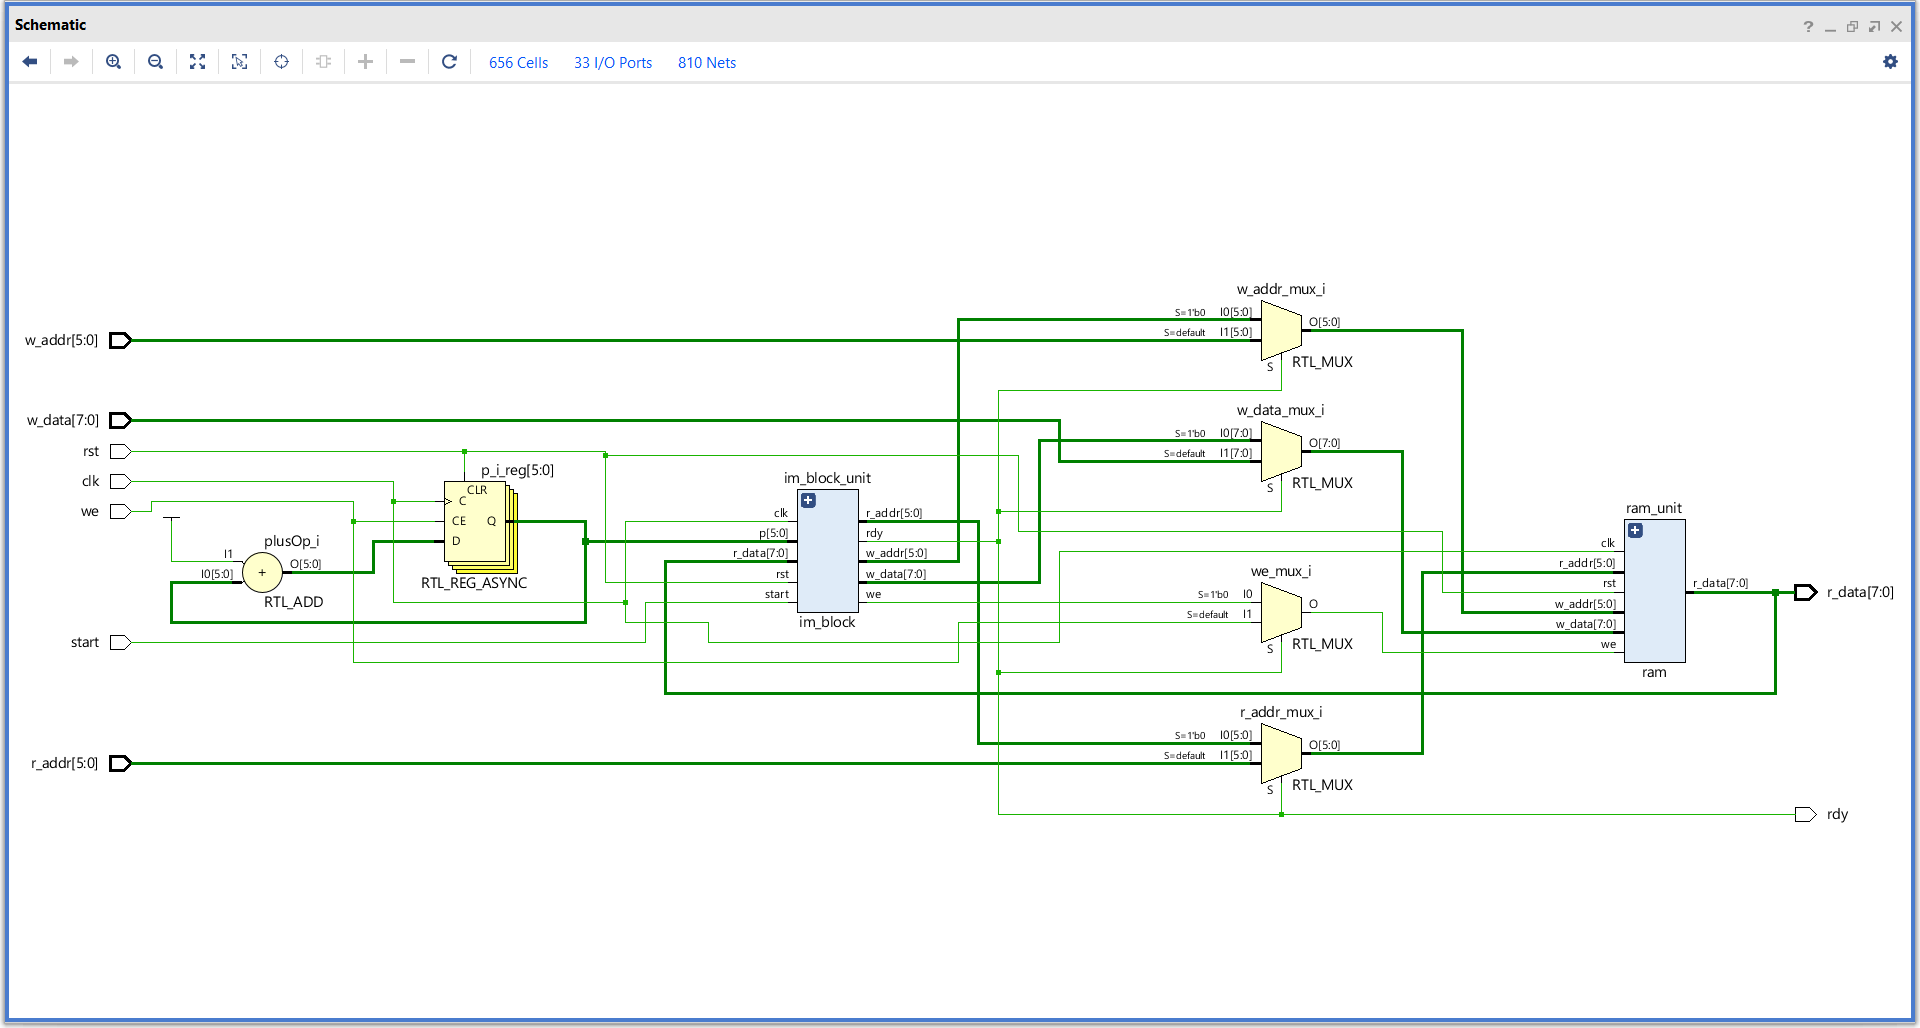 Schematic
656 Cells 33 I/O Ports 810 Nets
w_addr_mux_i
S=1'b0 I0[5:0]
S=default I1[5:0]
O[5:0]
S
RTL_MUX
w_addr[5:0]
w_data_mux_i
S=1'b0 I0[7:0]
S=default I1[7:0]
O[7:0]
S
RTL_MUX
w_data[7:0]
rst
clk
we
p_i_reg[5:0]
CLR
C
CE
Q
D
RTL_REG_ASYNC
plusOp_i
I1
I0[5:0]
+
O[5:0]
RTL_ADD
im_block_unit
clk
p[5:0]
r_data[7:0]
rst
start
r_addr[5:0]
rdy
w_addr[5:0]
w_data[7:0]
we
im_block
we_mux_i
S=1'b0 I0
S=default I1
O
S
RTL_MUX
ram_unit
clk
r_addr[5:0]
rst
w_addr[5:0]
w_data[7:0]
we
r_data[7:0]
ram
r_data[7:0]
start
r_addr_mux_i
S=1'b0 I0[5:0]
S=default I1[5:0]
O[5:0]
S
RTL_MUX
r_addr[5:0]
rdy